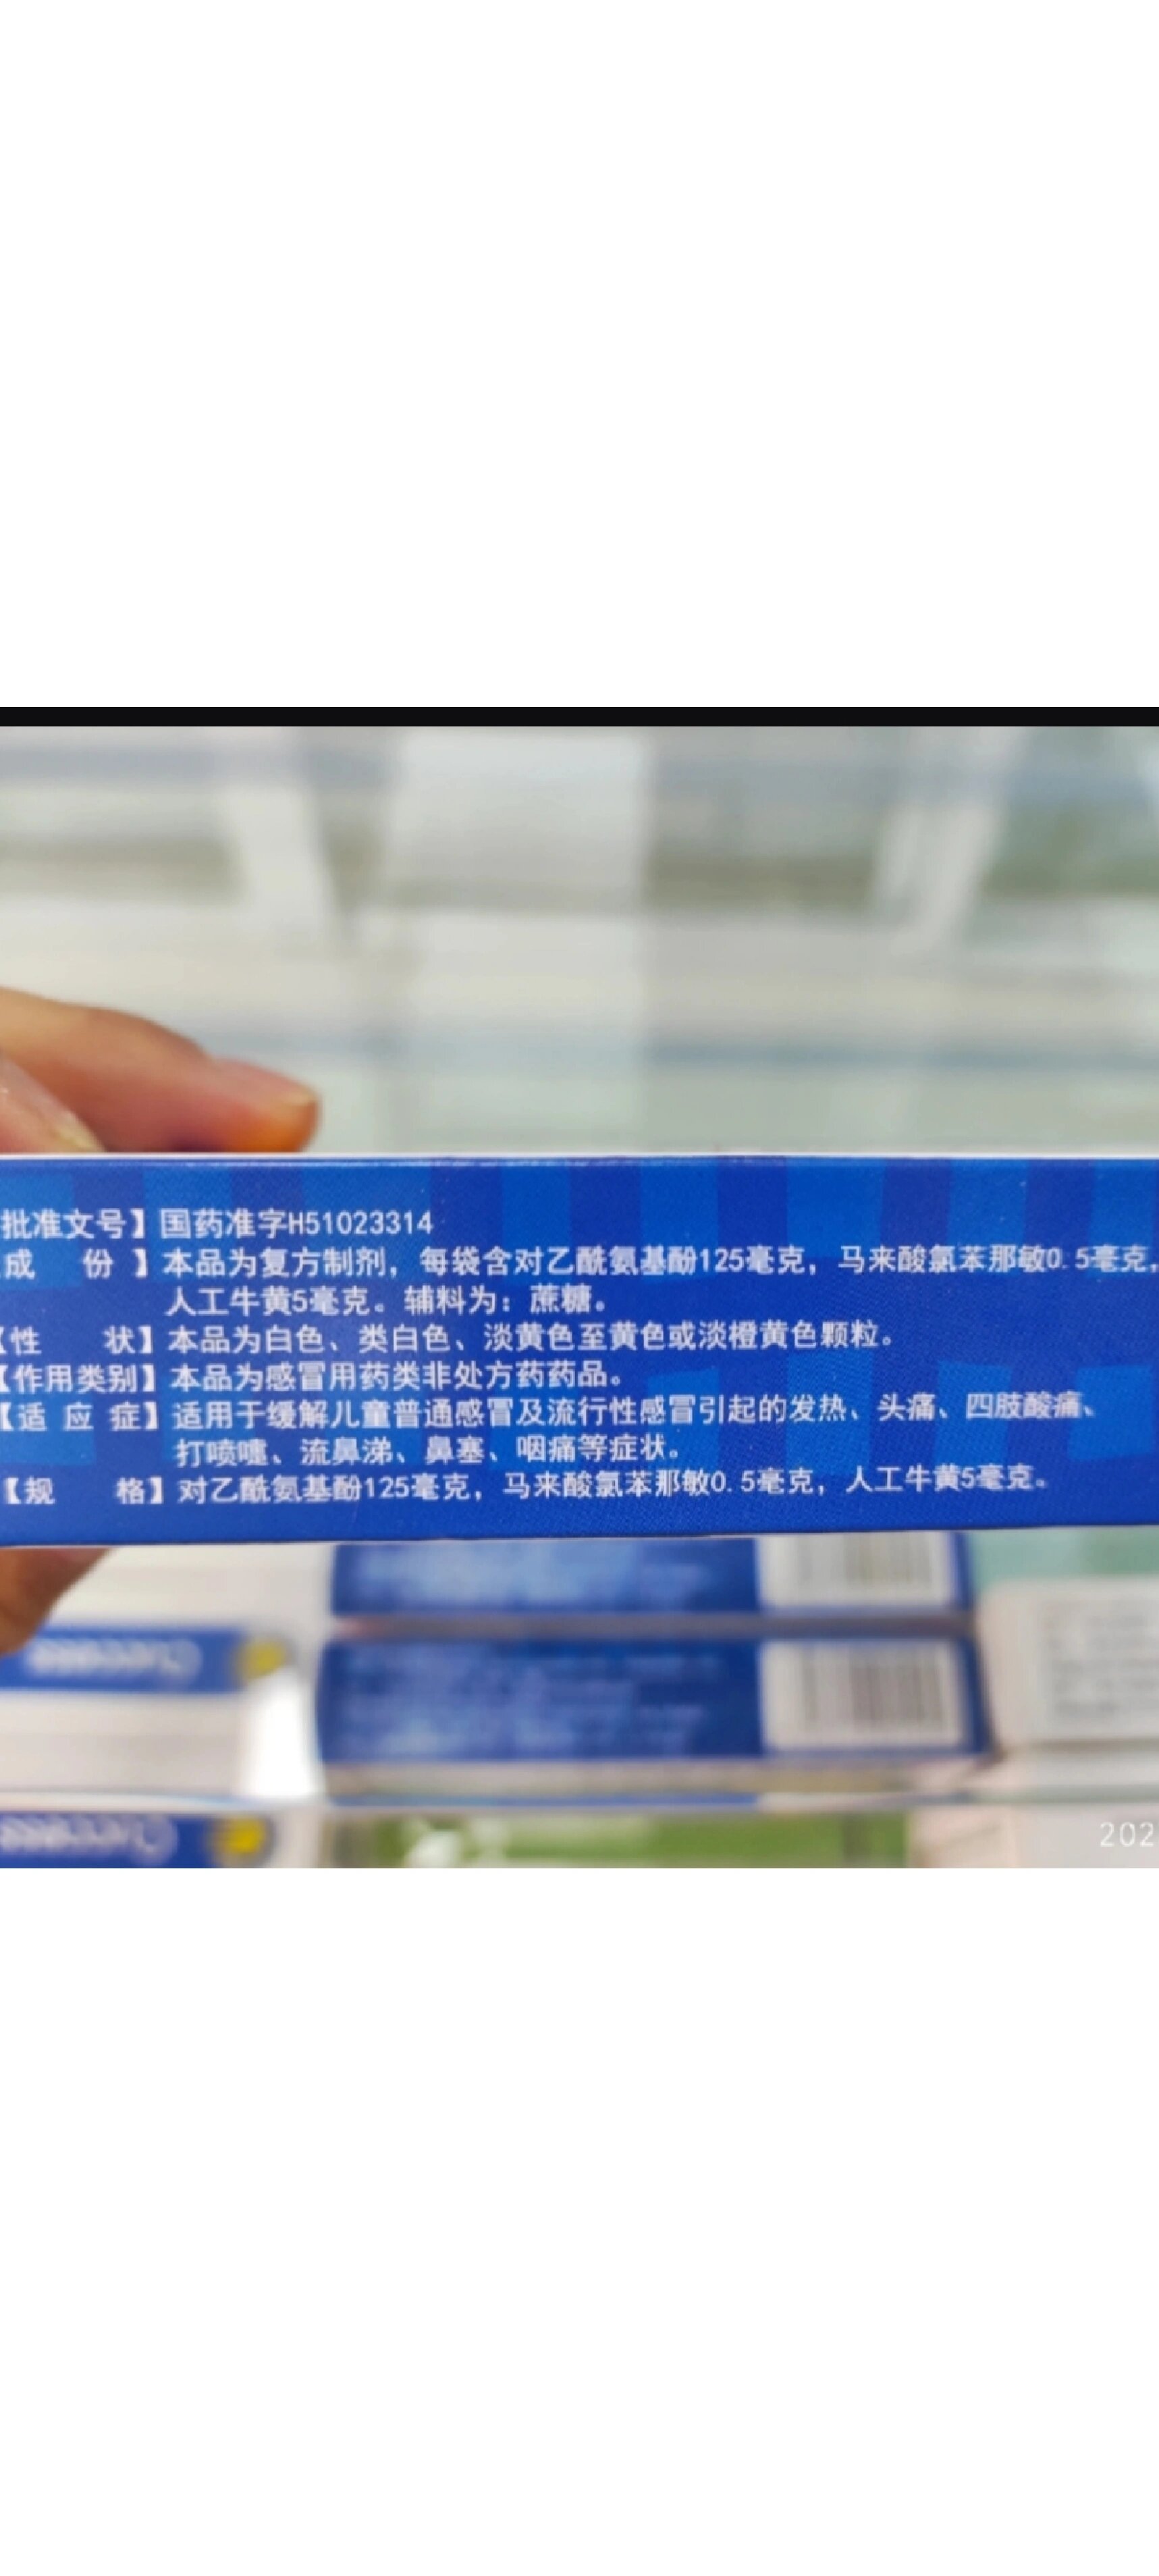 批准文号】国药准字H51023314
成 份 】本品为复方制剂，每袋含对乙酰氨基酚125毫克，马来酸氯苯那敏0.5毫克，
人工牛黄5毫克。辅料为：蔗糖。
【性 状】本品为白色、类白色、淡黄色至黄色或淡橙黄色颗粒。
【作用类别】本品为感冒用药类非处方药药品。
【适 应 症】适用于缓解儿童普通感冒及流行性感冒引起的发热、头痛、四肢酸痛、
打喷嚏、流鼻涕、鼻塞、咽痛等症状。
【规 格】对乙酰氨基酚125毫克，马来酸氯苯那敏0.5毫克，人工牛黄5毫克。
202